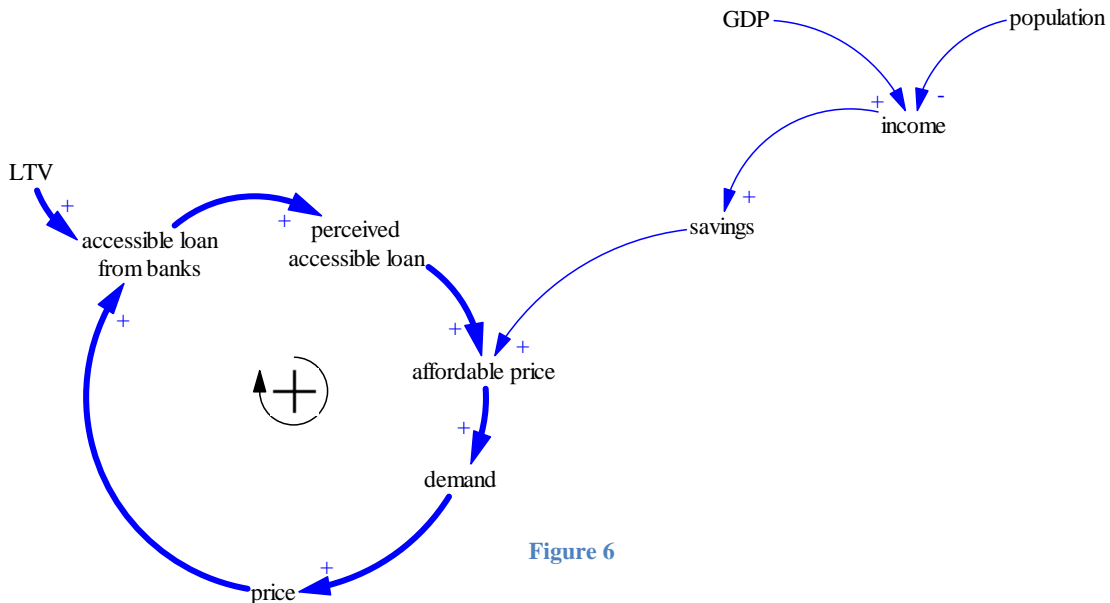 GDP
population
+
-
income
LTV
+
+
+
perceived
accessible loan
accessible loan
from banks
savings
+
+
+
affordable price
+
demand
Figure 6
+
price